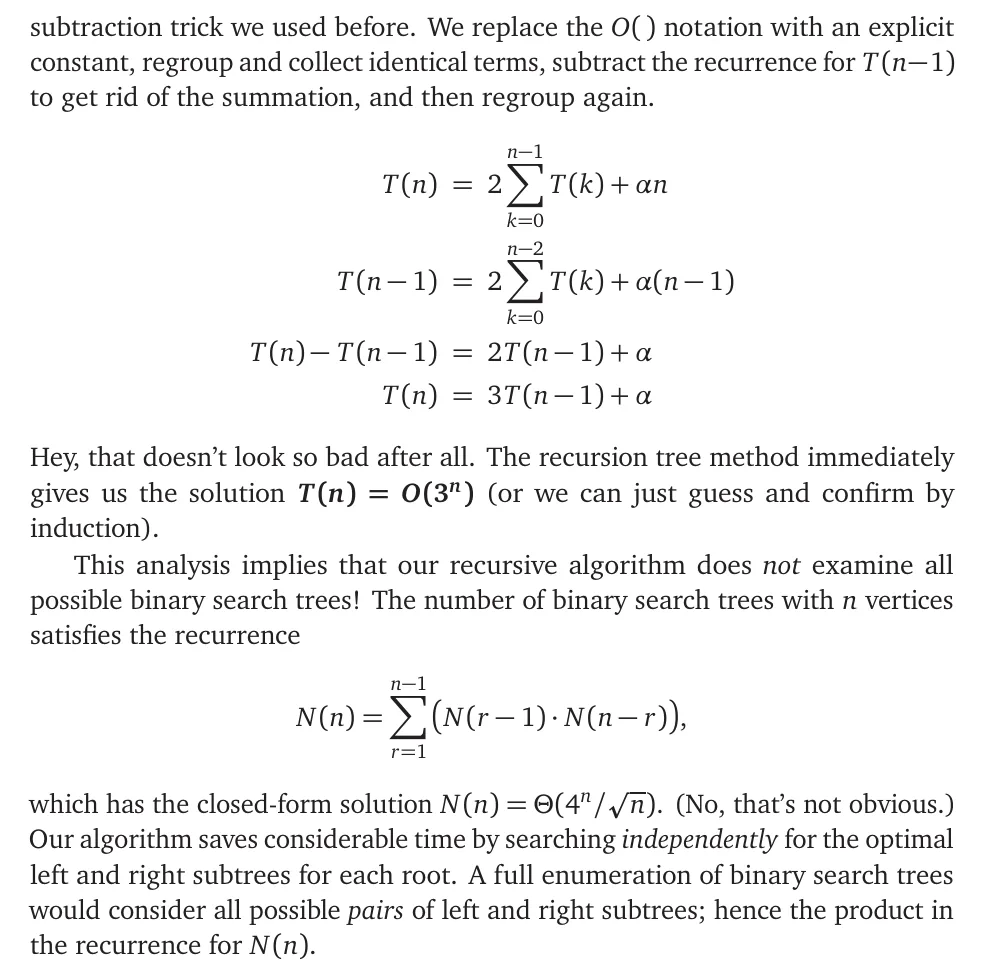 subtraction trick we used before. We replace the O( ) notation with an explicit
constant, regroup and collect identical terms, subtract the recurrence for T(n−1)
to get rid of the summation, and then regroup again.
T(n) = 2 ∑_{k=0}^{n−1} T(k) + αn
T(n−1) = 2 ∑_{k=0}^{n−2} T(k) + α(n−1)
T(n) − T(n−1) = 2T(n−1) + α
T(n) = 3T(n−1) + α
Hey, that doesn’t look so bad after all. The recursion tree method immediately
gives us the solution T(n) = O(3ⁿ) (or we can just guess and confirm by
induction).
This analysis implies that our recursive algorithm does not examine all
possible binary search trees! The number of binary search trees with n vertices
satisfies the recurrence
N(n) = ∑_{r=1}^{n−1} (N(r−1) · N(n−r)),
which has the closed-form solution N(n) = Θ(4ⁿ/√n). (No, that’s not obvious.)
Our algorithm saves considerable time by searching independently for the optimal
left and right subtrees for each root. A full enumeration of binary search trees
would consider all possible pairs of left and right subtrees; hence the product in
the recurrence for N(n).